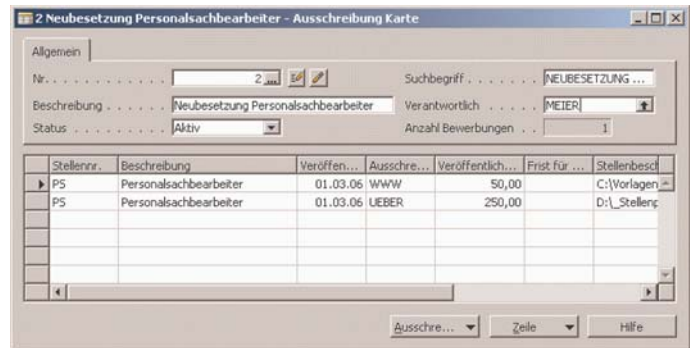 2 Neubesetzung Personalsachbearbeiter - Ausschreibung Karte
Allgemein
Nr. . . . . . . . . . . . 2 ... Suchbegriff . . . . . . NEUBESETZUNG ...
Beschreibung . . . . . . Neubesetzung Personalsachbearbeiter Verantwortlich . . . . . MEIER
Status . . . . . . . . . Aktiv Anzahl Bewerbungen . . 1
Stellennr. Beschreibung Veröffen... Ausschre... Veröffentlich... Frist für ... Stellenbesch
PS Personalsachbearbeiter 01.03.06 WWW 50,00 C:\Vorlagen
PS Personalsachbearbeiter 01.03.06 UEBER 250,00 D:\_Stellenp
Ausschre... Zeile Hilfe